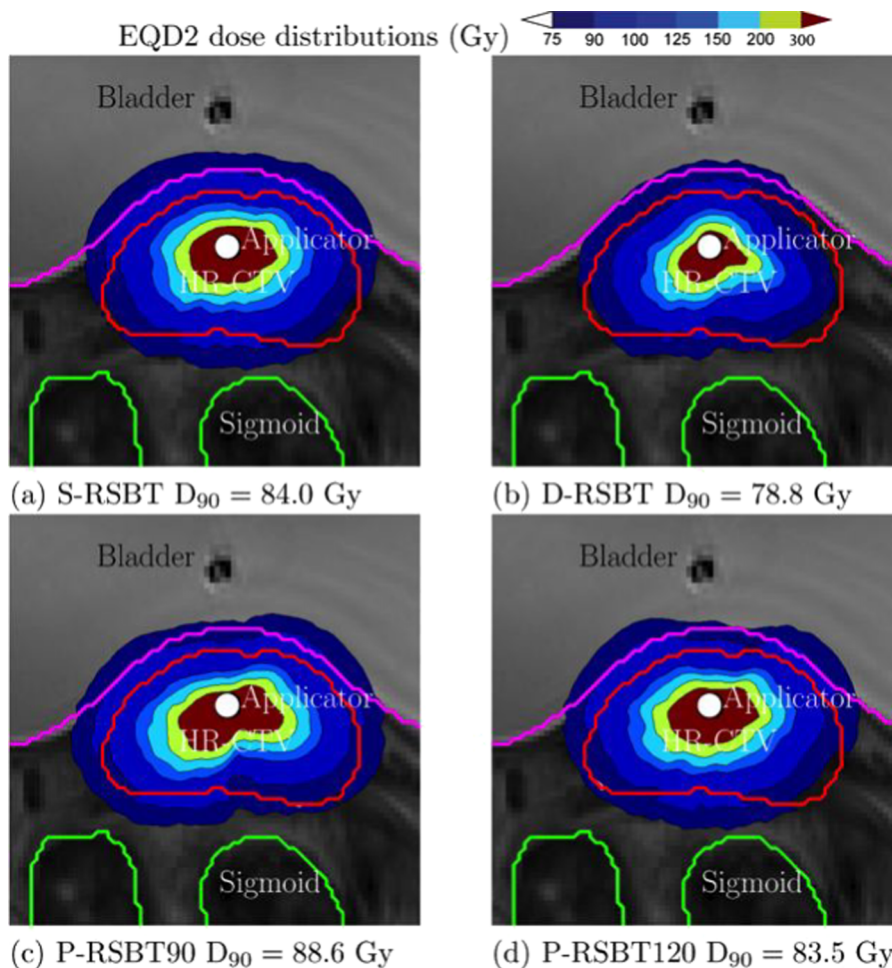 EQD2 dose distributions (Gy)
75 90 100 125 150 200 300
Bladder
Applicator
HR-CTV
Sigmoid
(a) S-RSBT D₉₀ = 84.0 Gy
Bladder
Applicator
HR-CTV
Sigmoid
(b) D-RSBT D₉₀ = 78.8 Gy
Bladder
Applicator
HR-CTV
Sigmoid
(c) P-RSBT90 D₉₀ = 88.6 Gy
Bladder
Applicator
HR-CTV
Sigmoid
(d) P-RSBT120 D₉₀ = 83.5 Gy